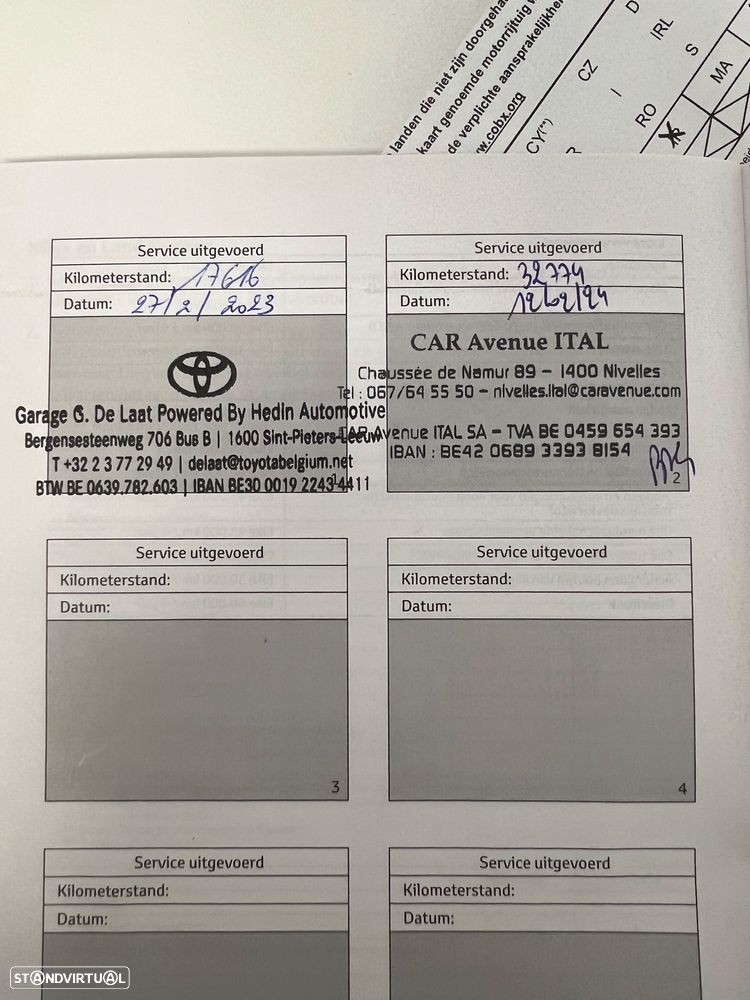 landen die niet zijn doorgeha
kaart genoemde motorrijtuig
de verplichte aansprakelijkhei
w.cobx.org
D
IRL
CZ
S
I
MA
CY(**)
RO
Service uitgevoerd
Kilometerstand: 17616
Datum: 27/2/2023
Garage G. De Laat Powered By Hedin Automotive
Bergensesteenweg 706 Bus B | 1600 Sint-Pieters-Leeuw
T +32 2 3 77 29 49 | delaat@toyotabelgium.net
BTW BE 0639.782.603 | IBAN BE30 0019 2243 4411
1
Service uitgevoerd
Kilometerstand: 32774
Datum: 12/02/24
CAR Avenue ITAL
Chaussée de Namur 89 – 1400 NIvelles
Tel : 067/64 55 50 – nIvelles.Ital@caravenue.com
CAR Avenue ITAL SA – TVA BE 0459 654 393
IBAN : BE42 0689 3393 8154
2
Service uitgevoerd
Kilometerstand:
Datum:
3
Service uitgevoerd
Kilometerstand:
Datum:
4
Service uitgevoerd
Kilometerstand:
Datum:
Service uitgevoerd
Kilometerstand:
Datum:
STANDVIRTUAL